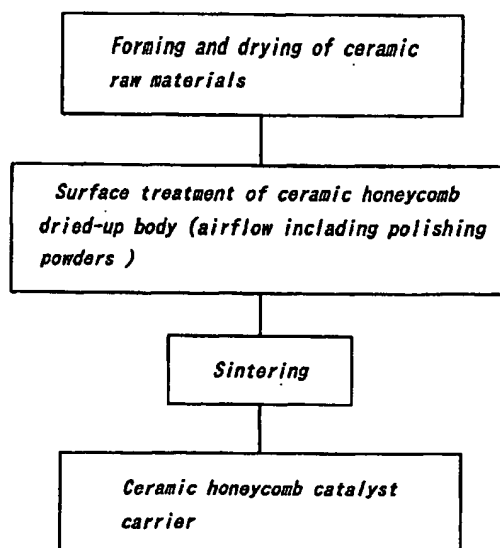 Forming and drying of ceramic
raw materials
Surface treatment of ceramic honeycomb
dried-up body (airflow including polishing
powders )
Sintering
Ceramic honeycomb catalyst
carrier